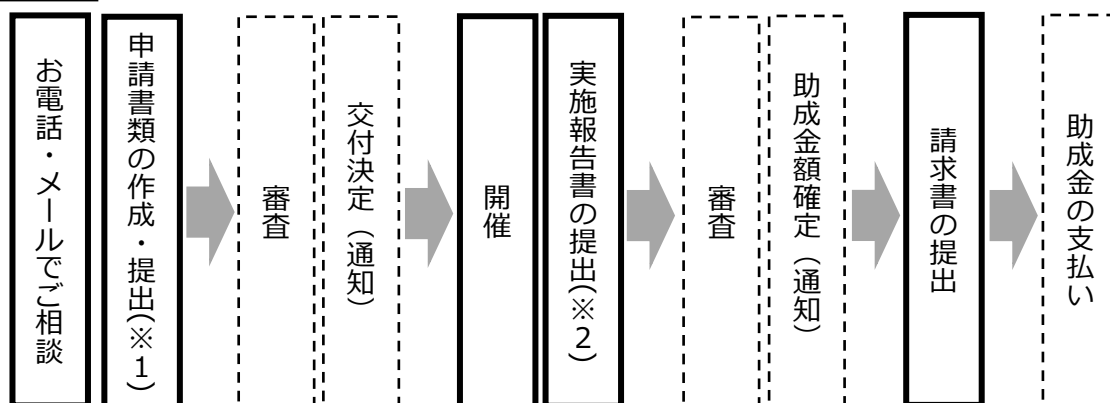 お電話・メールでご相談
申請書類の作成・提出(※1)
審査
交付決定（通知）
開催
実施報告書の提出(※2)
審査
助成金額確定（通知）
請求書の提出
助成金の支払い